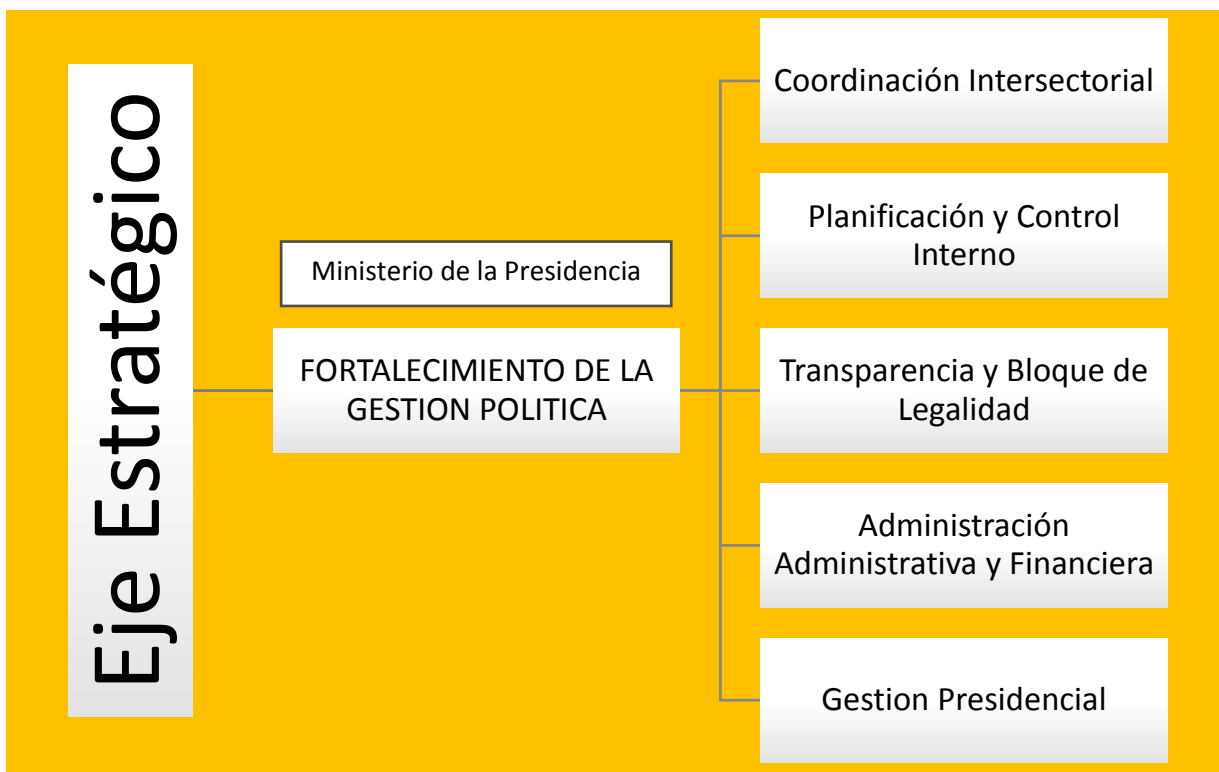 Eje Estratégico
Ministerio de la Presidencia
FORTALECIMIENTO DE LA
GESTION POLITICA
Coordinación Intersectorial
Planificación y Control
Interno
Transparencia y Bloque de
Legalidad
Administración
Administrativa y Financiera
Gestion Presidencial